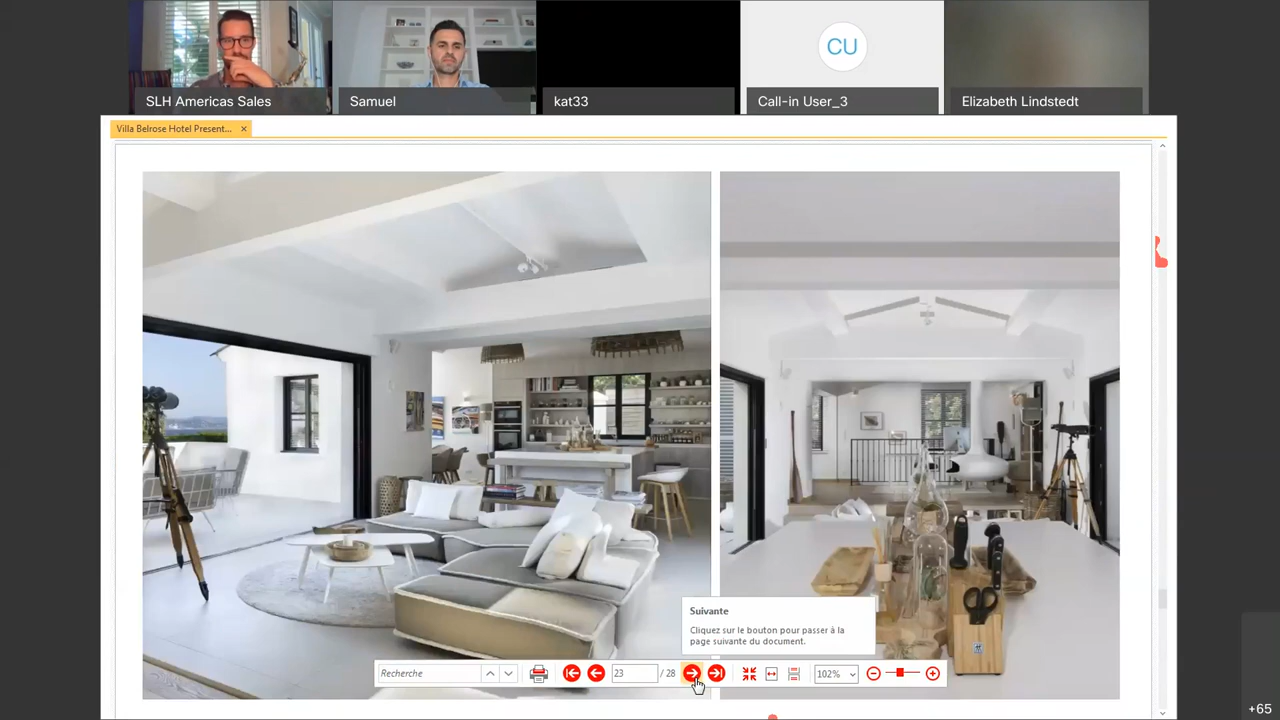 SLH Americas Sales
Samuel
kat33
CU
Call-in User_3
Elizabeth Lindstedt
Villa Belrose Hotel Present... ×
Suivante
Cliquez sur le bouton pour passer à la
page suivante du document.
Recherche
23 / 28
102%
+65